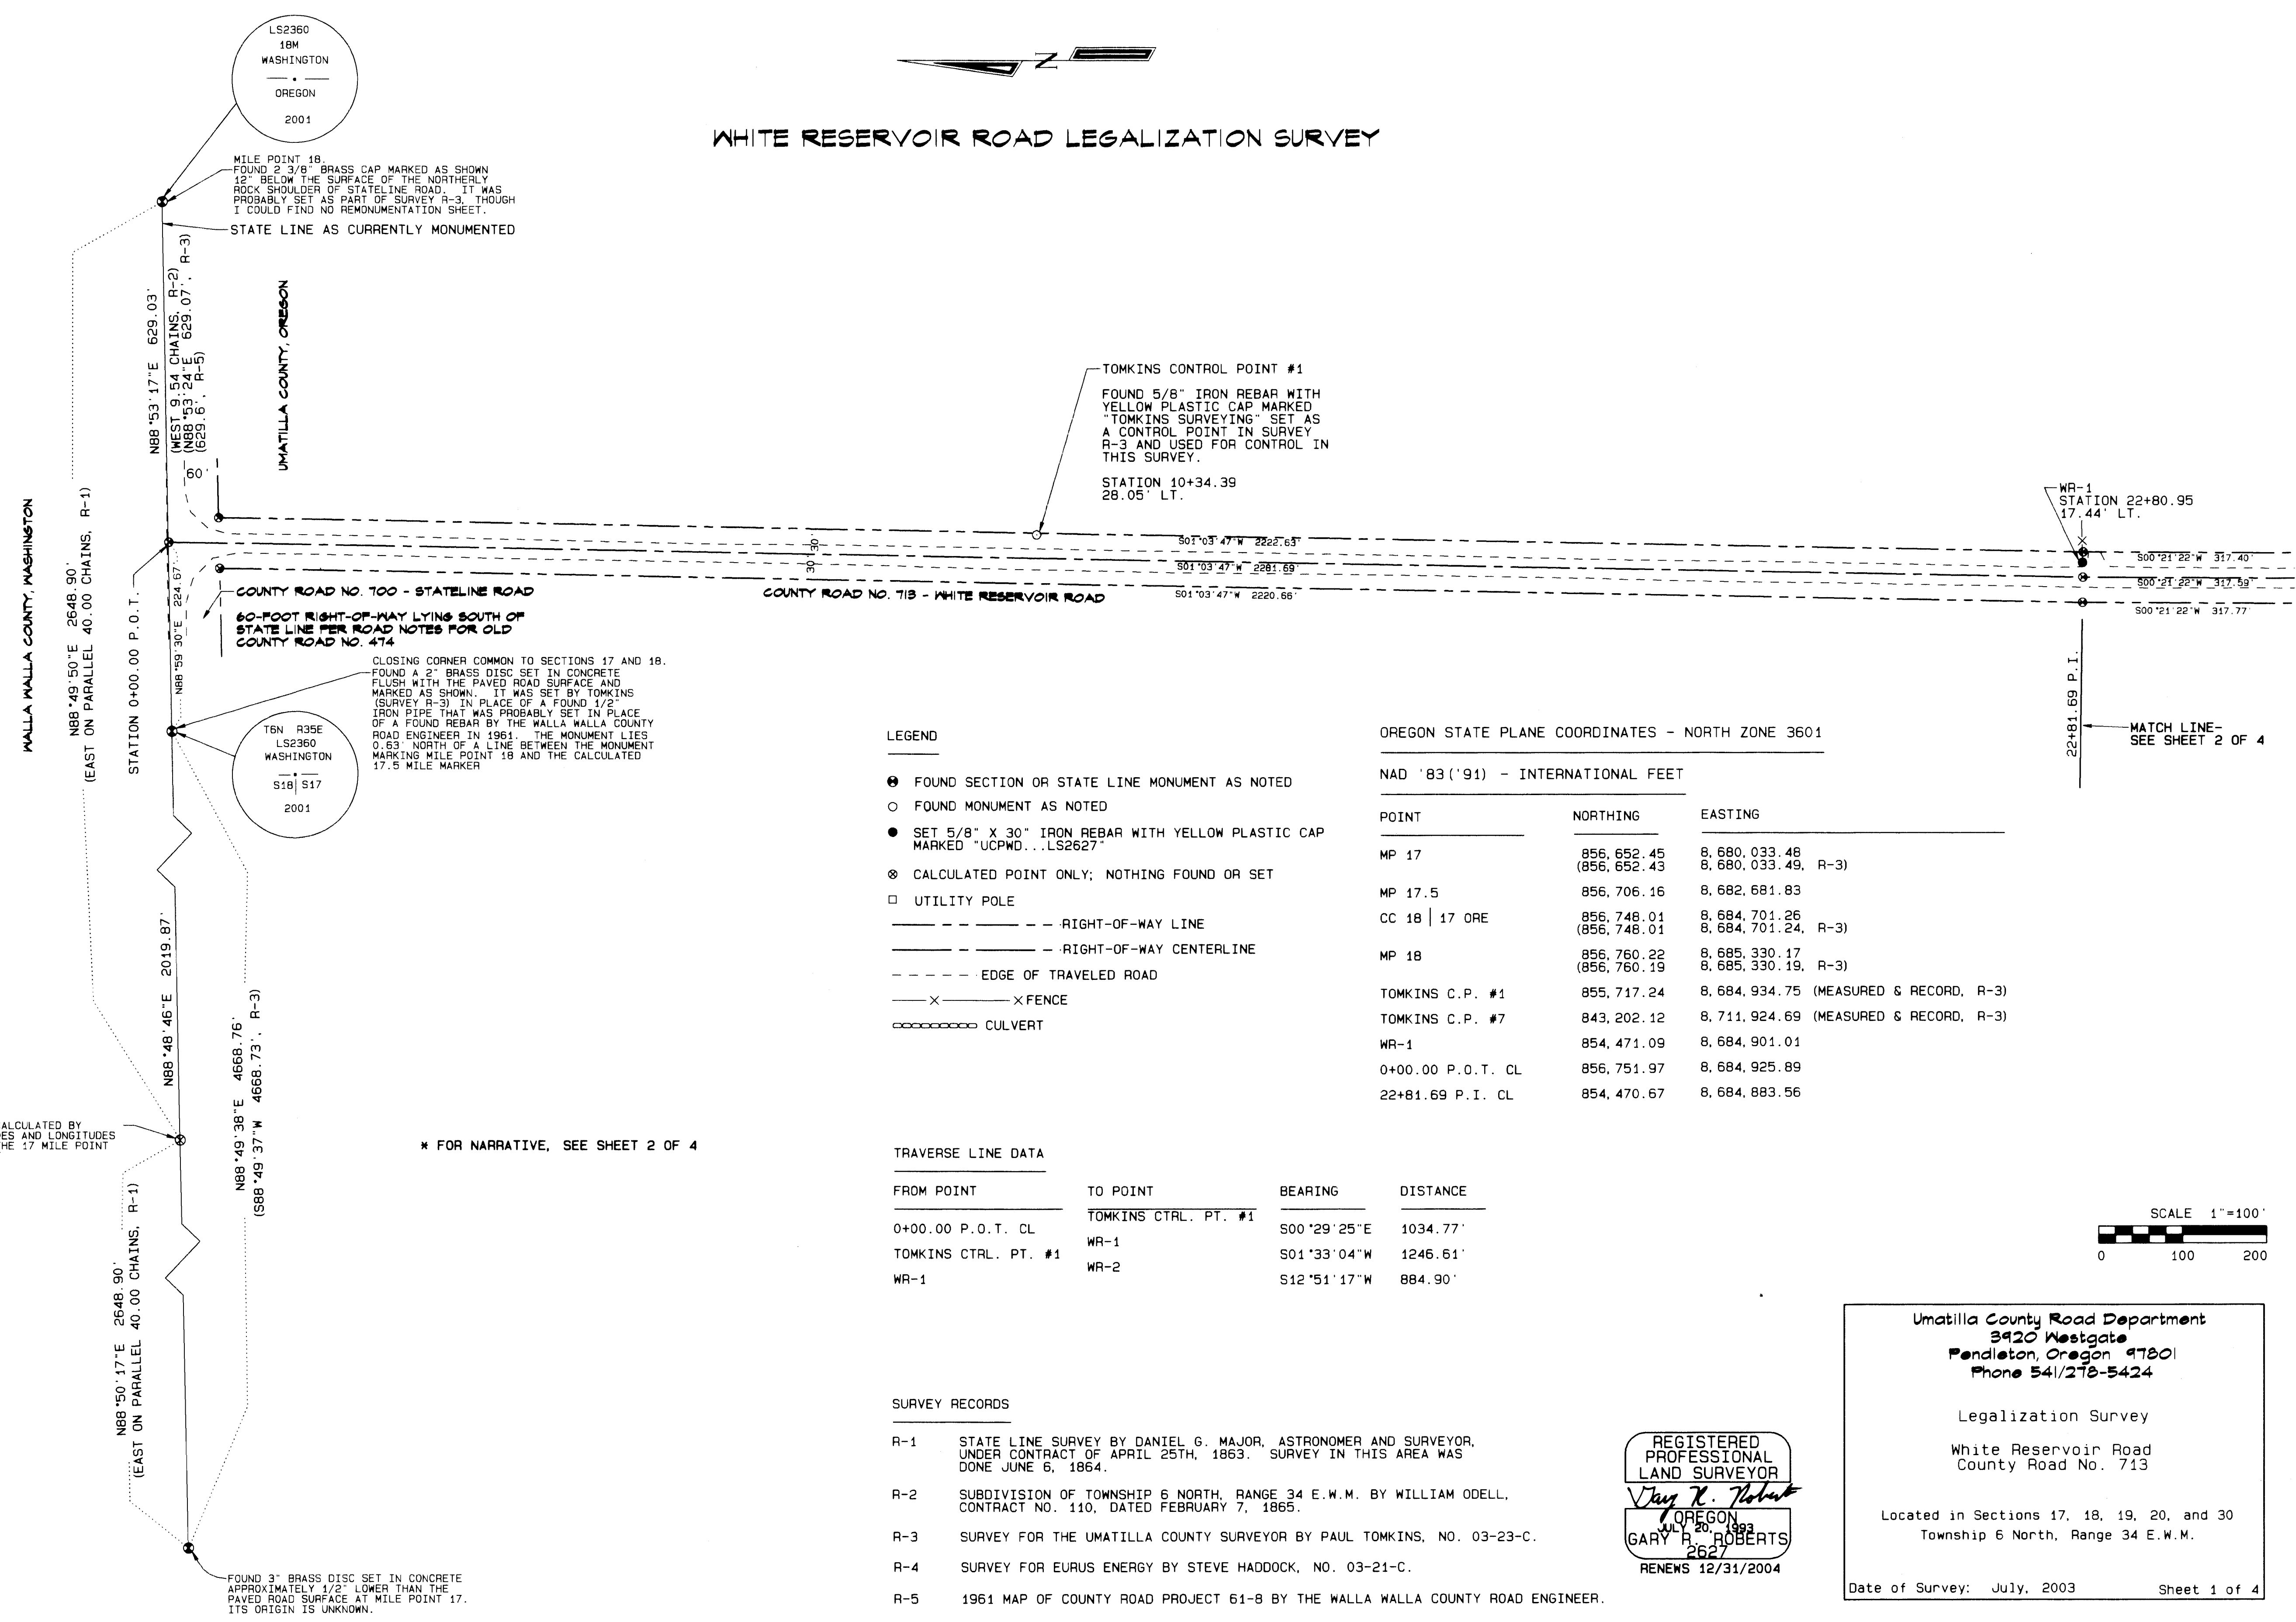 LS2360
18M
WASHINGTON
OREGON
2001
MILE POINT 18.
FOUND 2 3/8" BRASS CAP MARKED AS SHOWN
12" BELOW THE SURFACE OF THE NORTHERLY
ROCK SHOULDER OF STATELINE ROAD. IT WAS
PROBABLY SET AS PART OF SURVEY R-3, THOUGH
I COULD FIND NO REMONUMENTATION SHEET.
STATE LINE AS CURRENTLY MONUMENTED
N
WHITE RESERVOIR ROAD LEGALIZATION SURVEY
WALLA WALLA COUNTY, WASHINGTON
N88°49'50"E 2648.90'
(EAST ON PARALLEL 40.00 CHAINS, R-1)
STATION 0+00.00 P.O.T.
N88°53'17"E 629.03'
(WEST 9.54 CHAINS, R-2)
(N88°53'24"E 629.07', R-3)
(629.6', R-5)
60'
UMATILLA COUNTY, OREGON
N88°59'30"E 224.67'
COUNTY ROAD NO. 700 - STATELINE ROAD
60-FOOT RIGHT-OF-WAY LYING SOUTH OF
STATE LINE PER ROAD NOTES FOR OLD
COUNTY ROAD NO. 474
CLOSING CORNER COMMON TO SECTIONS 17 AND 18.
FOUND A 2" BRASS DISC SET IN CONCRETE
FLUSH WITH THE PAVED ROAD SURFACE AND
MARKED AS SHOWN. IT WAS SET BY TOMKINS
(SURVEY R-3) IN PLACE OF A FOUND 1/2"
IRON PIPE THAT WAS PROBABLY SET IN PLACE
OF A FOUND REBAR BY THE WALLA WALLA COUNTY
ROAD ENGINEER IN 1961. THE MONUMENT LIES
0.63' NORTH OF A LINE BETWEEN THE MONUMENT
MARKING MILE POINT 18 AND THE CALCULATED
17.5 MILE MARKER
T6N R35E
LS2360
WASHINGTON
S18 | S17
2001
30' 30'
COUNTY ROAD NO. 713 - WHITE RESERVOIR ROAD
TOMKINS CONTROL POINT #1
FOUND 5/8" IRON REBAR WITH
YELLOW PLASTIC CAP MARKED
"TOMKINS SURVEYING" SET AS
A CONTROL POINT IN SURVEY
R-3 AND USED FOR CONTROL IN
THIS SURVEY.
STATION 10+34.39
28.05' LT.
S01°03'47"W 2222.63'
S01°03'47"W 2281.69'
S01°03'47"W 2220.66'
WR-1
STATION 22+80.95
17.44' LT.
S00°21'22"W 317.40'
S00°21'22"W 317.59'
S00°21'22"W 317.77'
22+81.69 P.I.
MATCH LINE-
SEE SHEET 2 OF 4
N88°48'46"E 2019.87'
N88°49'38"E 4668.76'
(S88°49'37"W 4668.73', R-3)
ALCULATED BY
ES AND LONGITUDES
HE 17 MILE POINT
N88°50'17"E 2648.90'
(EAST ON PARALLEL 40.00 CHAINS, R-1)
FOUND 3" BRASS DISC SET IN CONCRETE
APPROXIMATELY 1/2" LOWER THAN THE
PAVED ROAD SURFACE AT MILE POINT 17.
ITS ORIGIN IS UNKNOWN.
* FOR NARRATIVE, SEE SHEET 2 OF 4
LEGEND
FOUND SECTION OR STATE LINE MONUMENT AS NOTED
FOUND MONUMENT AS NOTED
SET 5/8" X 30" IRON REBAR WITH YELLOW PLASTIC CAP
MARKED "UCPWD...LS2627"
CALCULATED POINT ONLY; NOTHING FOUND OR SET
UTILITY POLE
RIGHT-OF-WAY LINE
RIGHT-OF-WAY CENTERLINE
EDGE OF TRAVELED ROAD
FENCE
CULVERT
OREGON STATE PLANE COORDINATES - NORTH ZONE 3601
NAD '83('91) - INTERNATIONAL FEET
POINT NORTHING EASTING
MP 17 856,652.45 8,680,033.48
(856,652.43 8,680,033.49, R-3)
MP 17.5 856,706.16 8,682,681.83
CC 18 | 17 ORE 856,748.01 8,684,701.26
(856,748.01 8,684,701.24, R-3)
MP 18 856,760.22 8,685,330.17
(856,760.19 8,685,330.19, R-3)
TOMKINS C.P. #1 855,717.24 8,684,934.75 (MEASURED & RECORD, R-3)
TOMKINS C.P. #7 843,202.12 8,711,924.69 (MEASURED & RECORD, R-3)
WR-1 854,471.09 8,684,901.01
0+00.00 P.O.T. CL 856,751.97 8,684,925.89
22+81.69 P.I. CL 854,470.67 8,684,883.56
TRAVERSE LINE DATA
FROM POINT TO POINT BEARING DISTANCE
0+00.00 P.O.T. CL TOMKINS CTRL. PT. #1 S00°29'25"E 1034.77'
TOMKINS CTRL. PT. #1 WR-1 S01°33'04"W 1246.61'
WR-1 WR-2 S12°51'17"W 884.90'
SURVEY RECORDS
R-1 STATE LINE SURVEY BY DANIEL G. MAJOR, ASTRONOMER AND SURVEYOR,
UNDER CONTRACT OF APRIL 25TH, 1863. SURVEY IN THIS AREA WAS
DONE JUNE 6, 1864.
R-2 SUBDIVISION OF TOWNSHIP 6 NORTH, RANGE 34 E.W.M. BY WILLIAM ODELL,
CONTRACT NO. 110, DATED FEBRUARY 7, 1865.
R-3 SURVEY FOR THE UMATILLA COUNTY SURVEYOR BY PAUL TOMKINS, NO. 03-23-C.
R-4 SURVEY FOR EURUS ENERGY BY STEVE HADDOCK, NO. 03-21-C.
R-5 1961 MAP OF COUNTY ROAD PROJECT 61-8 BY THE WALLA WALLA COUNTY ROAD ENGINEER.
REGISTERED
PROFESSIONAL
LAND SURVEYOR
Gary R. Roberts
OREGON
JULY 20, 1993
GARY R. ROBERTS
2627
RENEWS 12/31/2004
SCALE 1"=100'
0 100 200
Umatilla County Road Department
3920 Westgate
Pendleton, Oregon 97801
Phone 541/278-5424
Legalization Survey
White Reservoir Road
County Road No. 713
Located in Sections 17, 18, 19, 20, and 30
Township 6 North, Range 34 E.W.M.
Date of Survey: July, 2003 Sheet 1 of 4